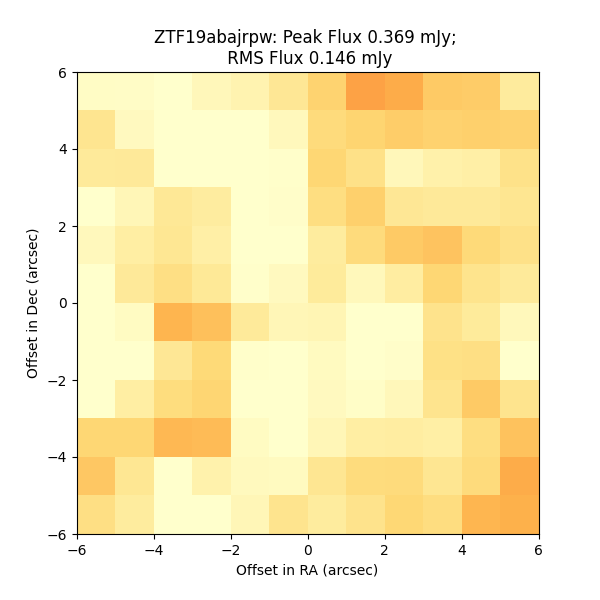 ZTF19abajrpw: Peak Flux 0.369 mJy;
RMS Flux 0.146 mJy
6
4
2
0
−2
−4
−6
Offset in Dec (arcsec)
−6 −4 −2 0 2 4 6
Offset in RA (arcsec)